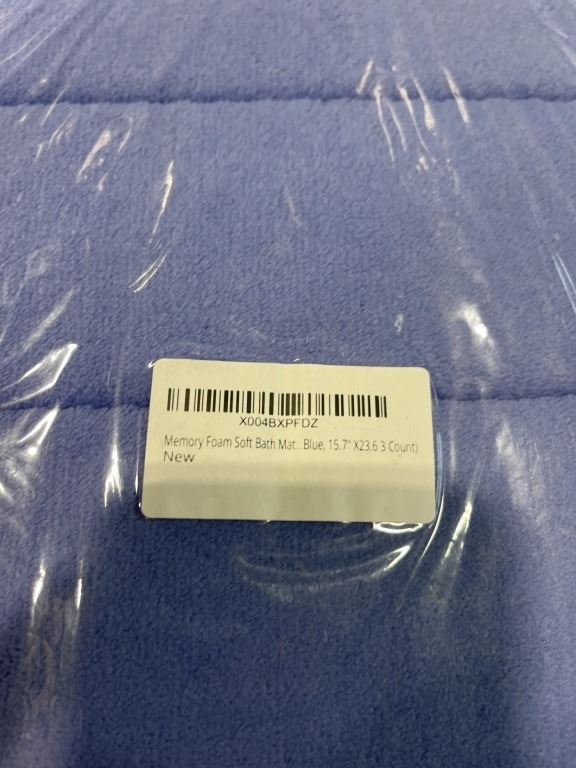 X004BXPFDZ
Memory Foam Soft Bath Mat...Blue, 15.7" X23.6 3 Count)
New